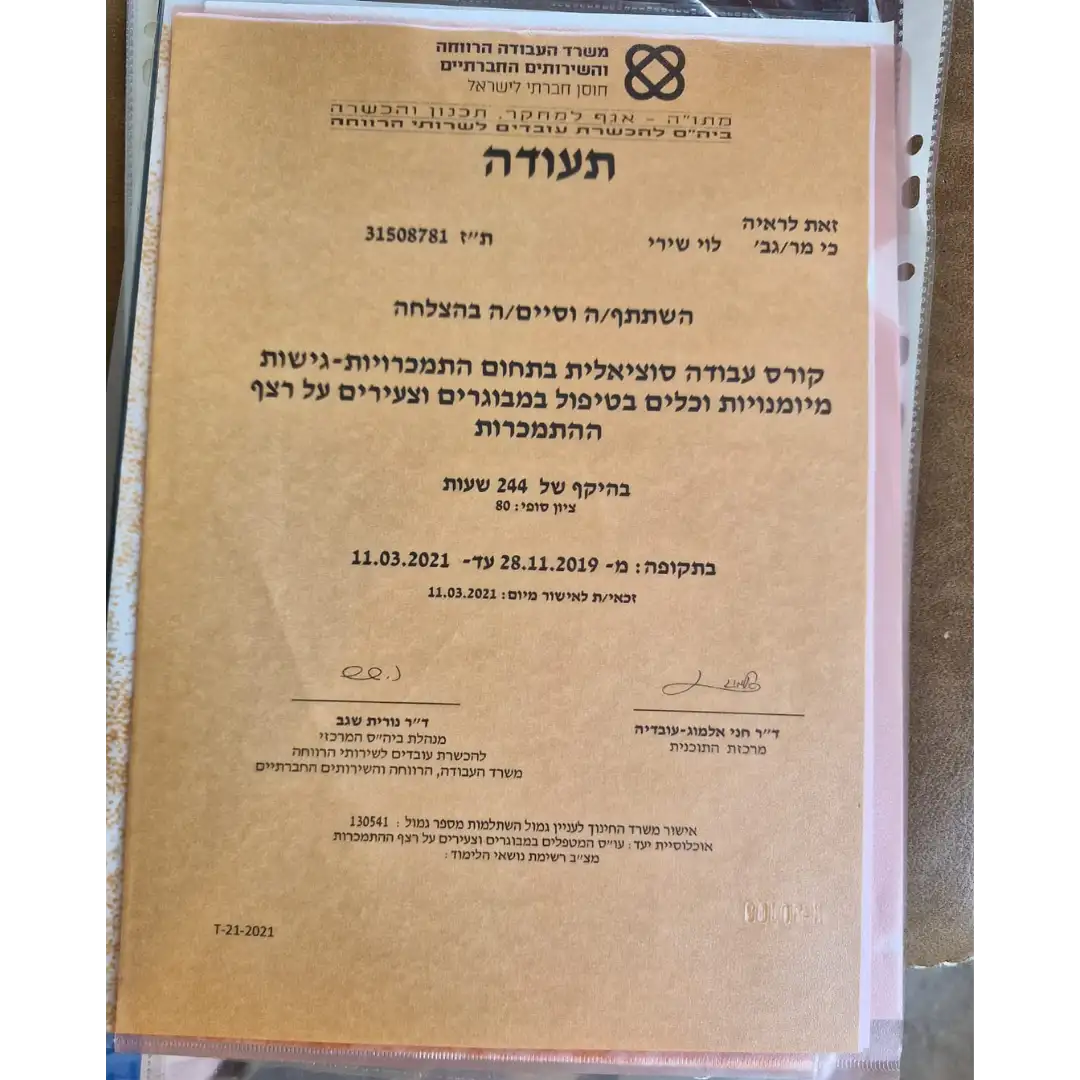 משרד העבודה הרווחה
והשירותים החברתיים
חוסן חברתי לישראל
מתו"ה - אגף למחקר, תכנון והכשרה
ביה"ס להכשרת עובדים לשרותי הרווחה
תעודה
זאת לראיה
כי מר/גב' לוי שירי ת"ז 31508781
השתתף/ה וסיים/ה בהצלחה
קורס עבודה סוציאלית בתחום התמכרויות-גישות
מיומנויות וכלים בטיפול במבוגרים וצעירים על רצף
ההתמכרות
בהיקף של 244 שעות
ציון סופי: 80
בתקופה: מ- 28.11.2019 עד- 11.03.2021
זכאי/ת לאישור מיום: 11.03.2021
ד"ר חני אלמוג-עובדיה
מרכזת התוכנית
ד"ר נורית שגב
מנהלת ביה"ס המרכזי
להכשרת עובדים לשירותי הרווחה
משרד העבודה, הרווחה והשירותים החברתיים
אישור משרד החינוך לעניין גמול השתלמות מספר גמול: 130541
אוכלוסיית יעד: עו"ס המטפלים במבוגרים וצעירים על רצף ההתמכרות
מצ"ב רשימת נושאי הלימוד:
T-21-2021